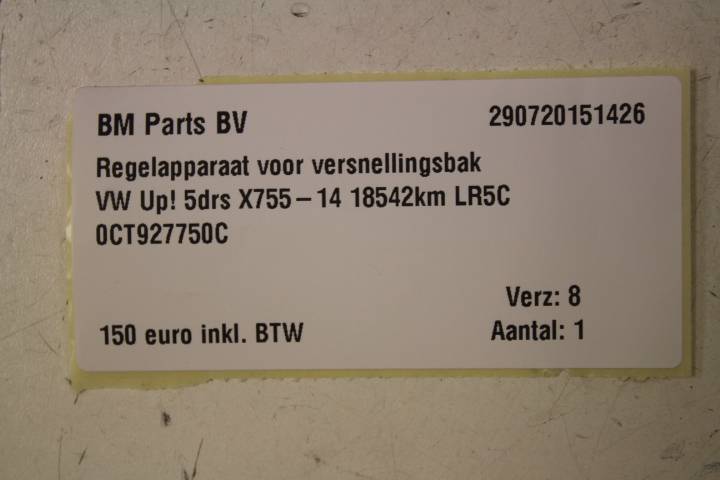 BM Parts BV 290720151426
Regelapparaat voor versnellingsbak
VW Up! 5drs X755 – 14 18542km LR5C
0CT927750C
Verz: 8
150 euro inkl. BTW Aantal: 1